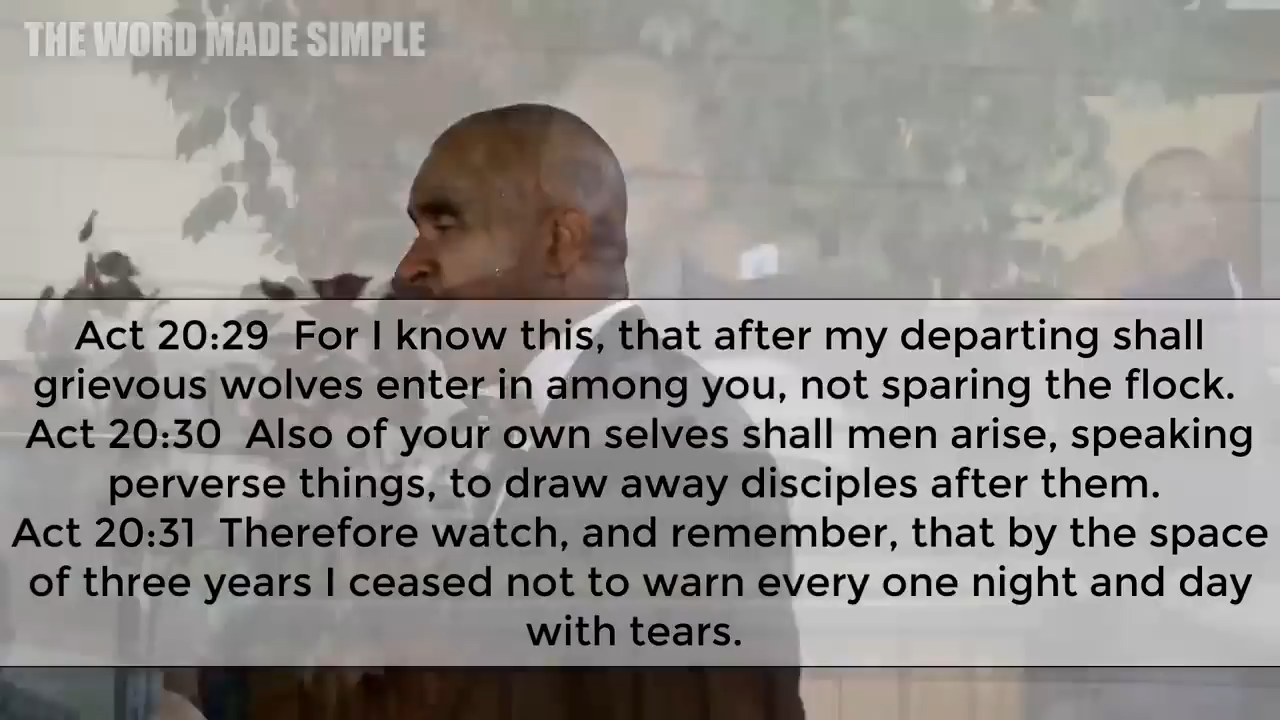 THE WORD MADE SIMPLE
Act 20:29 For I know this, that after my departing shall
grievous wolves enter in among you, not sparing the flock.
Act 20:30 Also of your own selves shall men arise, speaking
perverse things, to draw away disciples after them.
Act 20:31 Therefore watch, and remember, that by the space
of three years I ceased not to warn every one night and day
with tears.